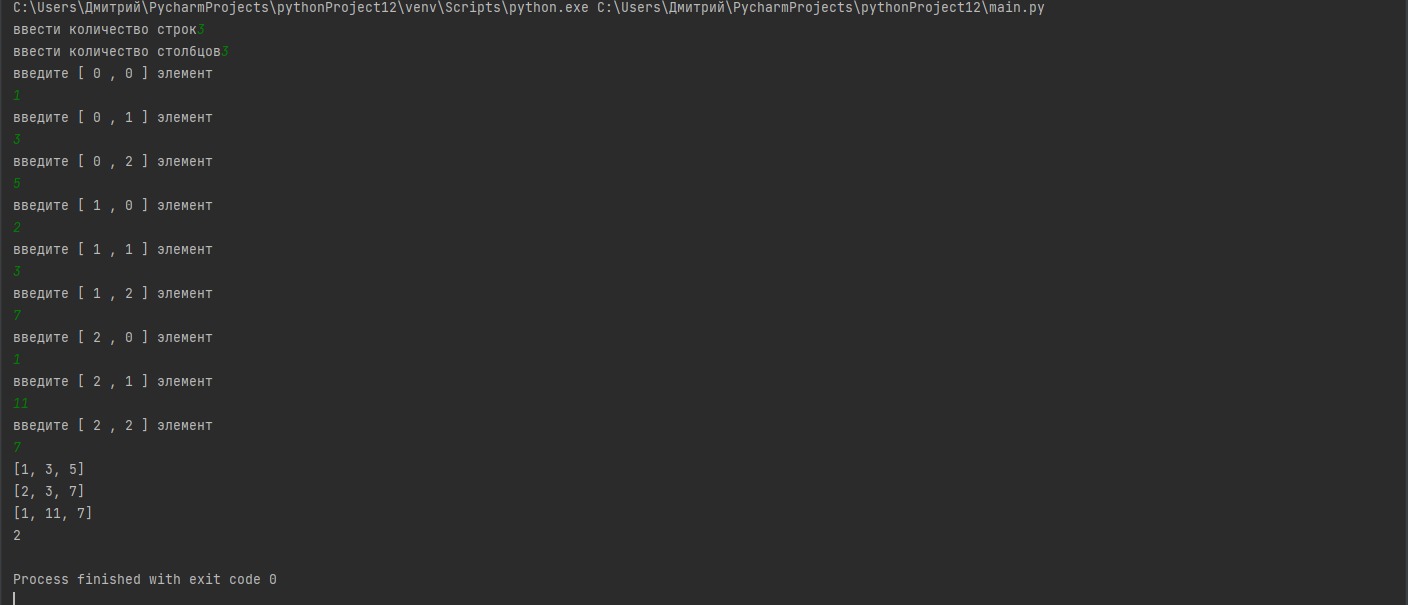 C:\Users\Дмитрий\PycharmProjects\pythonProject12\venv\Scripts\python.exe C:\Users\Дмитрий\PycharmProjects\pythonProject12\main.py
ввести количество строк3
ввести количество столбцов3
введите [ 0 , 0 ] элемент
1
введите [ 0 , 1 ] элемент
3
введите [ 0 , 2 ] элемент
5
введите [ 1 , 0 ] элемент
2
введите [ 1 , 1 ] элемент
3
введите [ 1 , 2 ] элемент
7
введите [ 2 , 0 ] элемент
1
введите [ 2 , 1 ] элемент
11
введите [ 2 , 2 ] элемент
7
[1, 3, 5]
[2, 3, 7]
[1, 11, 7]
2
Process finished with exit code 0